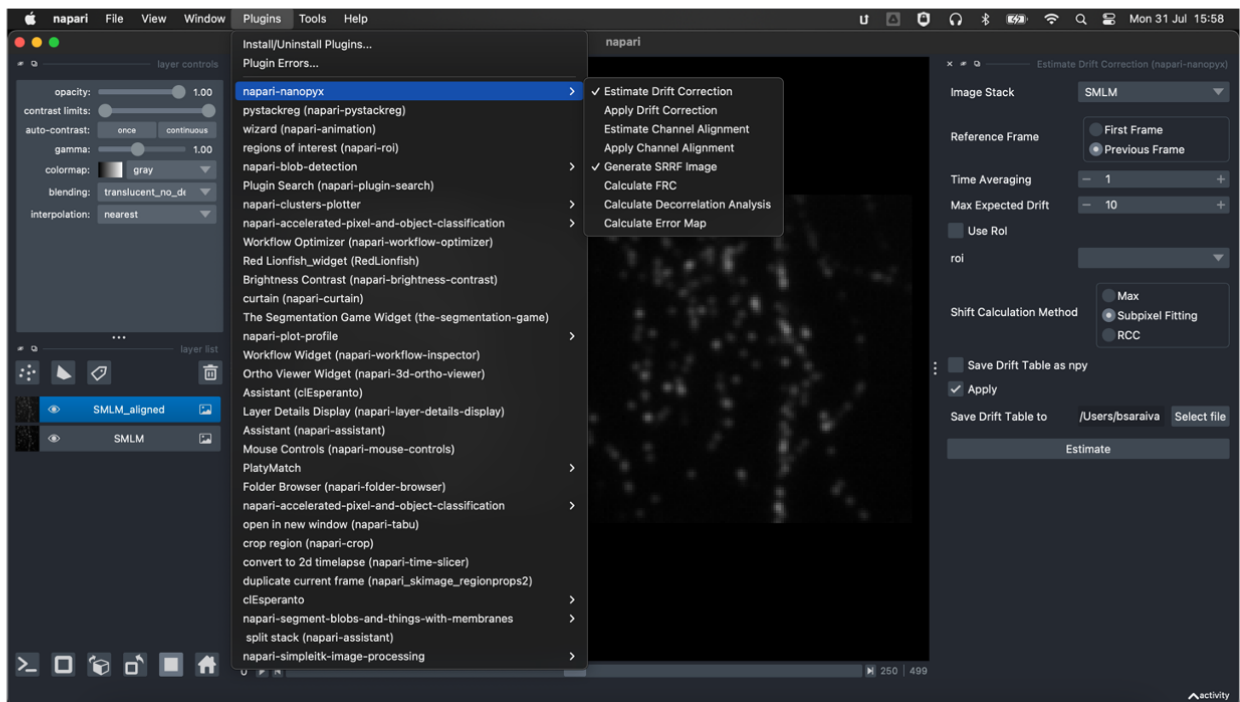 napari File View Window Plugins Tools Help Mon 31 Jul 15:58
napari
layer controls
opacity: 1.00
contrast limits:
auto-contrast: once continuous
gamma: 1.00
colormap: gray
blending: translucent_no_de
interpolation: nearest
layer list
SMLM_aligned
SMLM
Install/Uninstall Plugins...
Plugin Errors...
napari-nanopyx
pystackreg (napari-pystackreg)
wizard (napari-animation)
regions of interest (napari-roi)
napari-blob-detection
Plugin Search (napari-plugin-search)
napari-clusters-plotter
napari-accelerated-pixel-and-object-classification
Workflow Optimizer (napari-workflow-optimizer)
Red Lionfish_widget (RedLionfish)
Brightness Contrast (napari-brightness-contrast)
curtain (napari-curtain)
The Segmentation Game Widget (the-segmentation-game)
napari-plot-profile
Workflow Widget (napari-workflow-inspector)
Ortho Viewer Widget (napari-3d-ortho-viewer)
Assistant (clEsperanto)
Layer Details Display (napari-layer-details-display)
Assistant (napari-assistant)
Mouse Controls (napari-mouse-controls)
PlatyMatch
Folder Browser (napari-folder-browser)
napari-accelerated-pixel-and-object-classification
open in new window (napari-tabu)
crop region (napari-crop)
convert to 2d timelapse (napari-time-slicer)
duplicate current frame (napari_skimage_regionprops2)
clEsperanto
napari-segment-blobs-and-things-with-membranes
split stack (napari-assistant)
napari-simpleitk-image-processing
Estimate Drift Correction
Apply Drift Correction
Estimate Channel Alignment
Apply Channel Alignment
Generate SRRF Image
Calculate FRC
Calculate Decorrelation Analysis
Calculate Error Map
0 250 499
Estimate Drift Correction (napari-nanopyx)
Image Stack SMLM
Reference Frame
First Frame
Previous Frame
Time Averaging 1
Max Expected Drift 10
Use RoI
roi
Shift Calculation Method
Max
Subpixel Fitting
RCC
Save Drift Table as npy
Apply
Save Drift Table to /Users/bsaraiva Select file
Estimate
activity